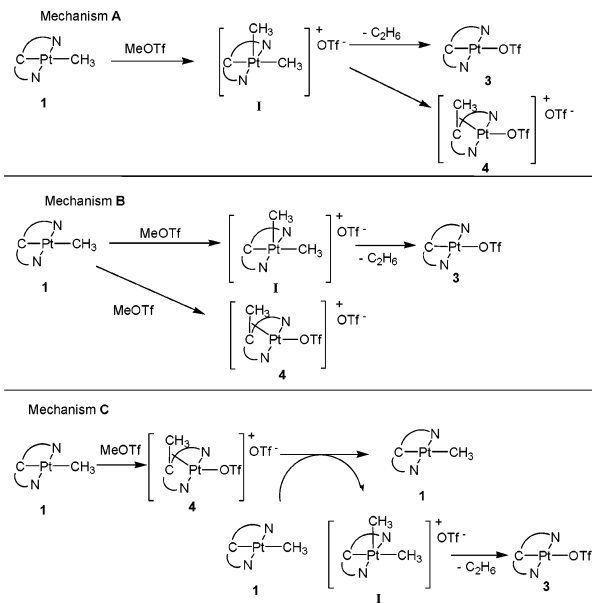 Mechanism A
MeOTf
- C2H6
N
C Pt CH3
N
1
[CH3 N C Pt CH3 N]+ OTf-
I
N
C Pt OTf
N
3
[CH3 C N Pt OTf N]+ OTf-
4
Mechanism B
N
C Pt CH3
N
1
MeOTf
[CH3 N C Pt CH3 N]+ OTf-
I
- C2H6
N
C Pt OTf
N
3
MeOTf
[CH3 C N Pt OTf N]+ OTf-
4
Mechanism C
N
C Pt CH3
N
1
MeOTf
[CH3 C N Pt OTf N]+ OTf-
4
N
C Pt CH3
N
1
N
C Pt CH3
N
1
[CH3 N C Pt CH3 N]+ OTf-
I
- C2H6
N
C Pt OTf
N
3